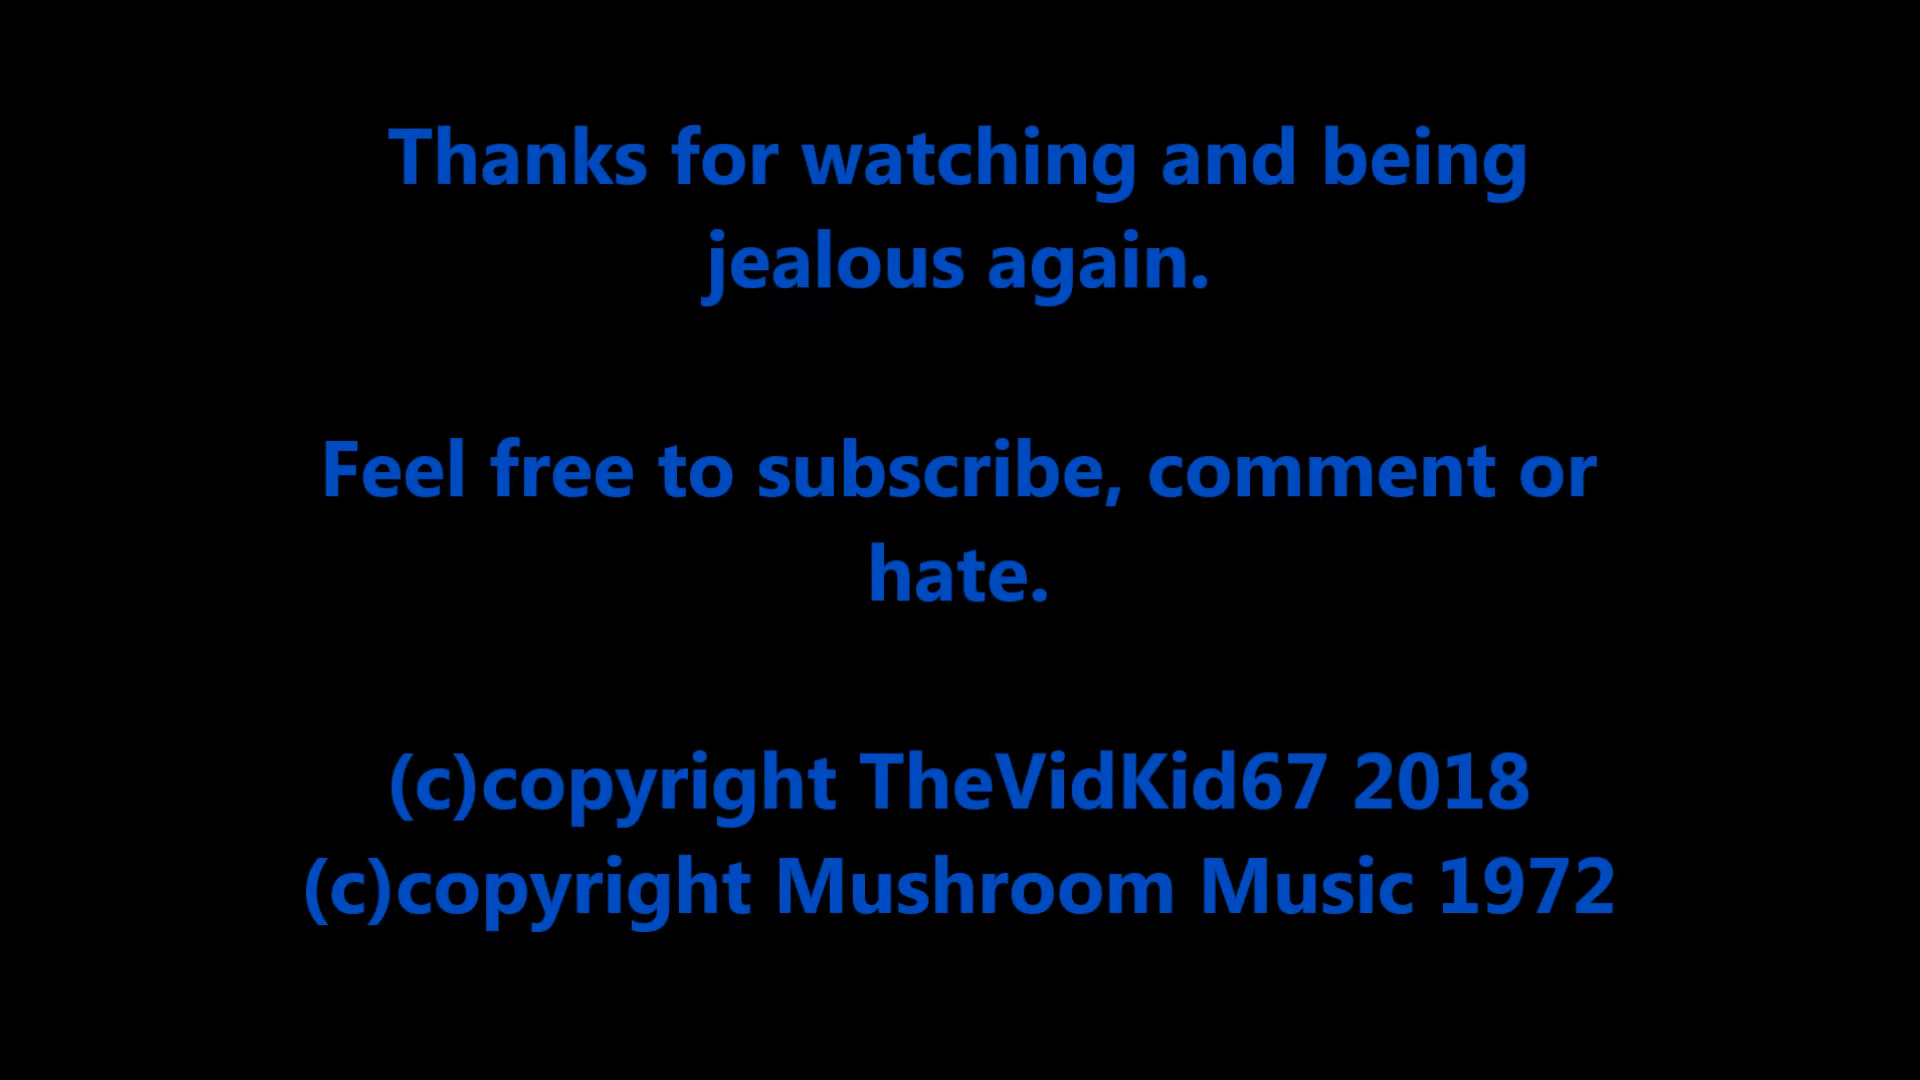 Thanks for watching and being
jealous again.
Feel free to subscribe, comment or
hate.
(c)copyright TheVidKid67 2018
(c)copyright Mushroom Music 1972